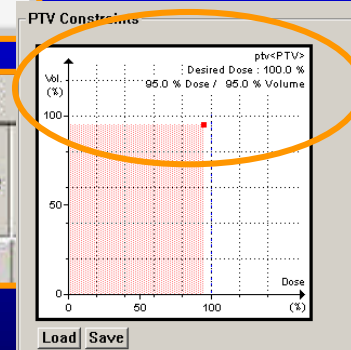 PTV Constraints
ptv<PTV>
Desired Dose : 100.0 %
95.0 % Dose / 95.0 % Volume
Vol.
(%)
100
50
0
0 50 100 (%)
Dose
Load Save